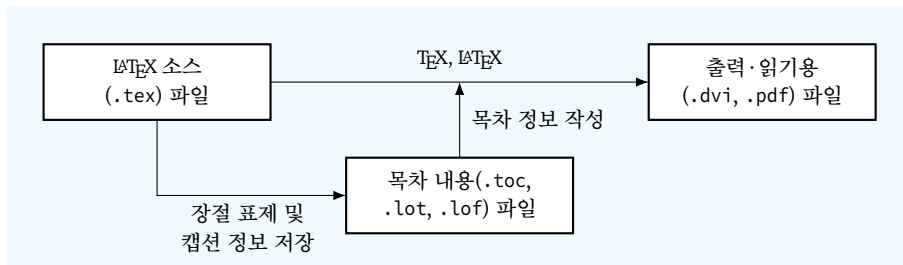 LATEX 소스
(.tex) 파일
TEX, LATEX
출력·읽기용
(.dvi, .pdf) 파일
목차 정보 작성
목차 내용(.toc,
.lot, .lof) 파일
장절 표제 및
캡션 정보 저장